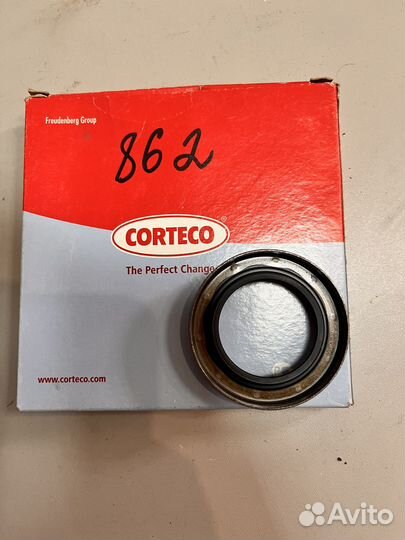 Freudenberg Group
862
CORTECO®
The Perfect Change
www.corteco.com
Avito